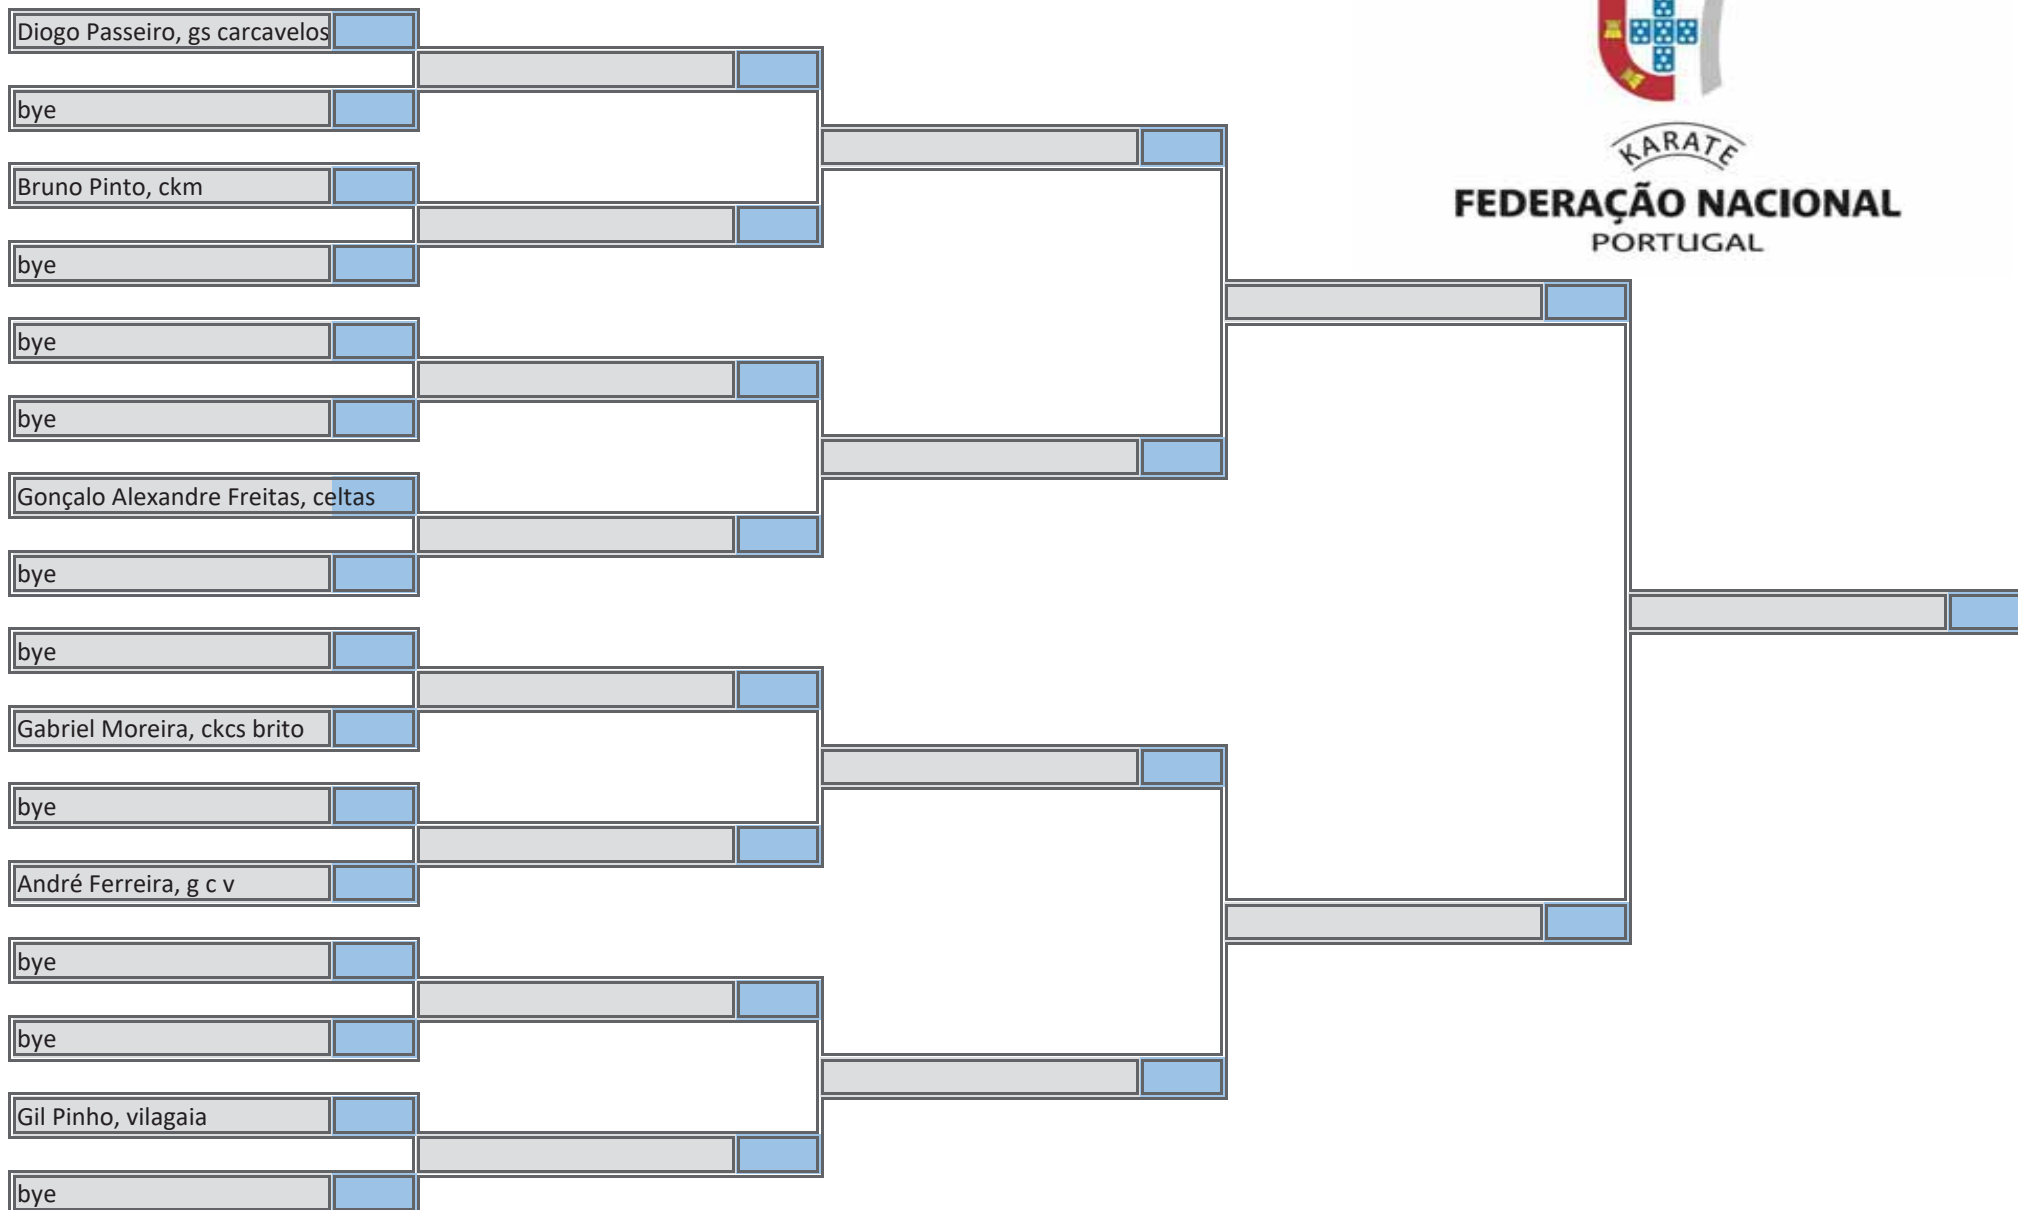 Diogo Passeiro, gs carcavelos
bye
KARATE
Bruno Pinto, ckm
FEDERAÇÃO NACIONAL
PORTUGAL
bye
bye
bye
Gonçalo Alexandre Freitas, celtas
bye
bye
Gabriel Moreira, ckcs brito
bye
André Ferreira, g c v
bye
bye
Gil Pinho, vilagaia
bye